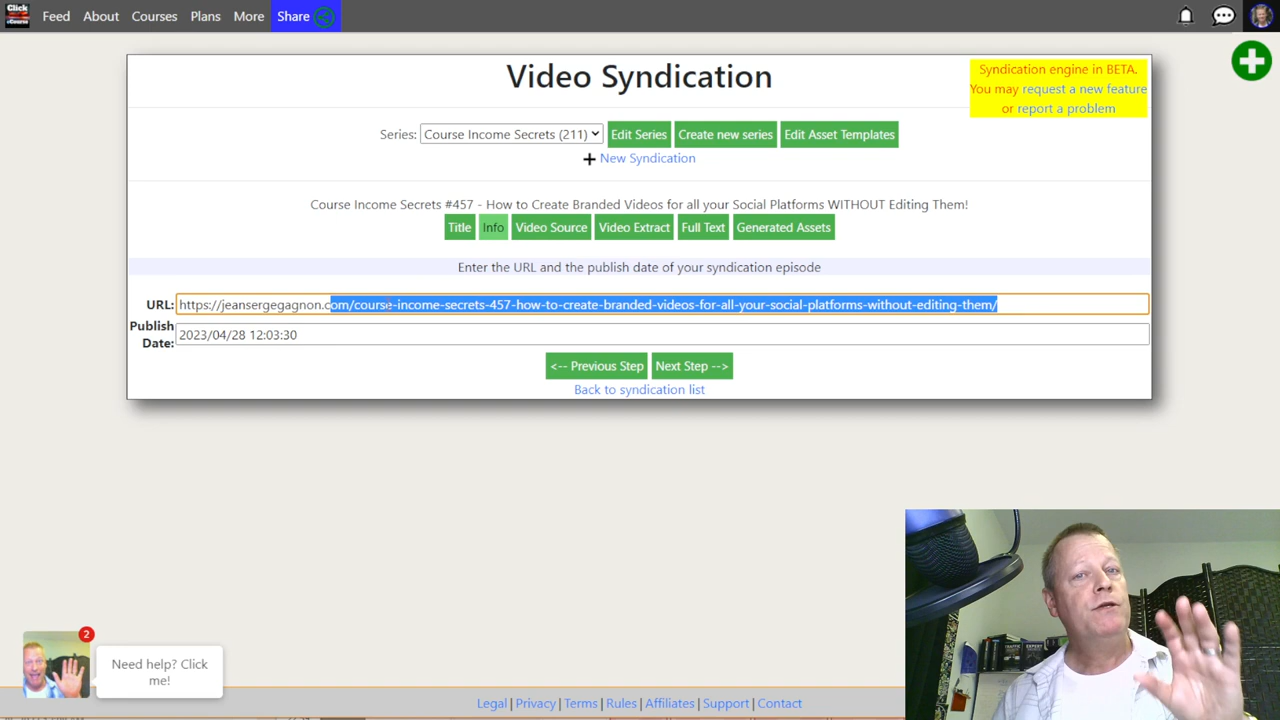 Click
eCourse
Feed About Courses Plans More Share
Video Syndication
Syndication engine in BETA.
You may request a new feature
or report a problem
Series: Course Income Secrets (211) Edit Series Create new series Edit Asset Templates
New Syndication
Course Income Secrets #457 - How to Create Branded Videos for all your Social Platforms WITHOUT Editing Them!
Title Info Video Source Video Extract Full Text Generated Assets
Enter the URL and the publish date of your syndication episode
URL: https://jeansergegagnon.com/course-income-secrets-457-how-to-create-branded-videos-for-all-your-social-platforms-without-editing-them/
Publish
Date: 2023/04/28 12:03:30
<-- Previous Step Next Step -->
Back to syndication list
2
Need help? Click
me!
TRAFFIC EXPERT
Legal | Privacy | Terms | Rules | Affiliates | Support | Contact